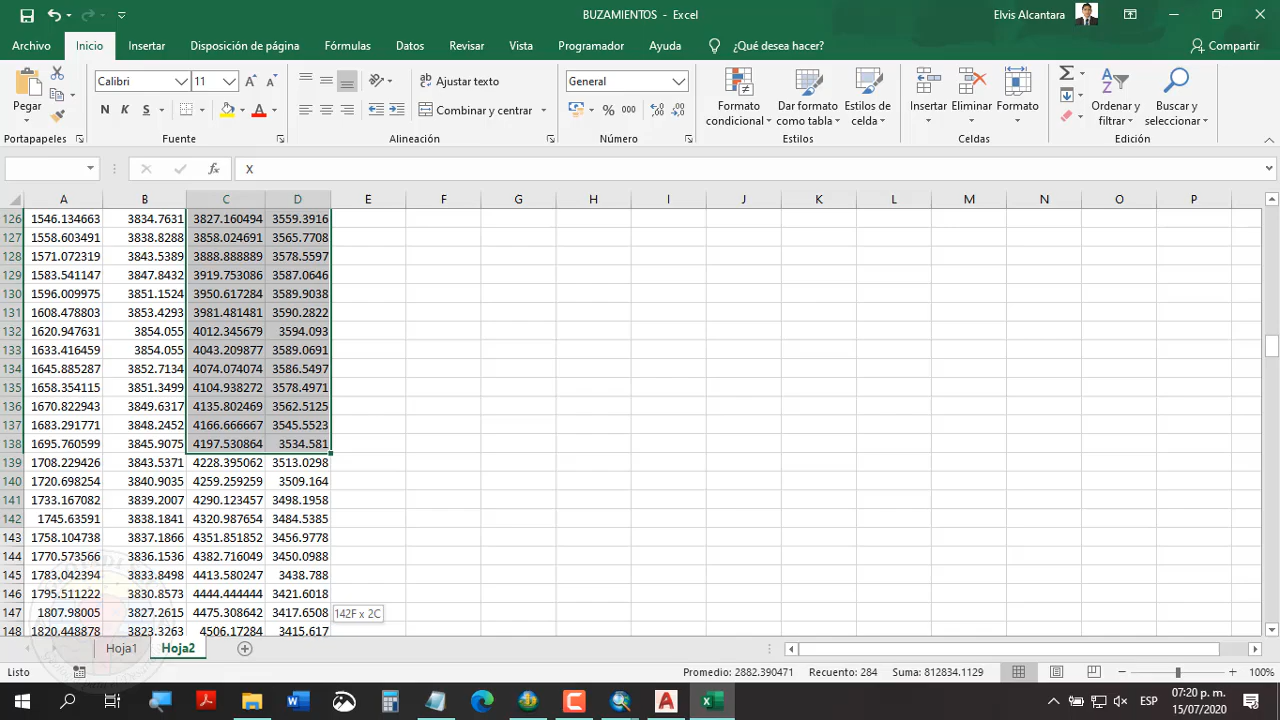 BUZAMIENTOS - Excel
Elvis Alcantara
Archivo Inicio Insertar Disposición de página Fórmulas Datos Revisar Vista Programador Ayuda ¿Qué desea hacer? Compartir
Pegar
Calibri 11
Ajustar texto
General
N K S
Combinar y centrar
% 000
Formato condicional
Dar formato como tabla
Estilos de celda
Insertar
Eliminar
Formato
Ordenar y filtrar
Buscar y seleccionar
Portapapeles Fuente Alineación Número Estilos Celdas Edición
fx X
A B C D E F G H I J K L M N O P
126 1546.134663 3834.7631 3827.160494 3559.3916
127 1558.603491 3838.8288 3858.024691 3565.7708
128 1571.072319 3843.5389 3888.888889 3578.5597
129 1583.541147 3847.8432 3919.753086 3587.0646
130 1596.009975 3851.1524 3950.617284 3589.9038
131 1608.478803 3853.4293 3981.481481 3590.2822
132 1620.947631 3854.055 4012.345679 3594.093
133 1633.416459 3854.055 4043.209877 3589.0691
134 1645.885287 3852.7134 4074.074074 3586.5497
135 1658.354115 3851.3499 4104.938272 3578.4971
136 1670.822943 3849.6317 4135.802469 3562.5125
137 1683.291771 3848.2452 4166.666667 3545.5523
138 1695.760599 3845.9075 4197.530864 3534.581
139 1708.229426 3843.5371 4228.395062 3513.0298
140 1720.698254 3840.9035 4259.259259 3509.164
141 1733.167082 3839.2007 4290.123457 3498.1958
142 1745.63591 3838.1841 4320.987654 3484.5385
143 1758.104738 3837.1866 4351.851852 3456.9778
144 1770.573566 3836.1536 4382.716049 3450.0988
145 1783.042394 3833.8498 4413.580247 3438.788
146 1795.511222 3830.8573 4444.444444 3421.6018
147 1807.98005 3827.2615 4475.308642 3417.6508 142F x 2C
148 1820.448878 3823.3263 4506.17284 3415.617
Hoja1 Hoja2
Listo Promedio: 2882.390471 Recuento: 284 Suma: 812834.1129 100%
ESP 07:20 p. m.
15/07/2020